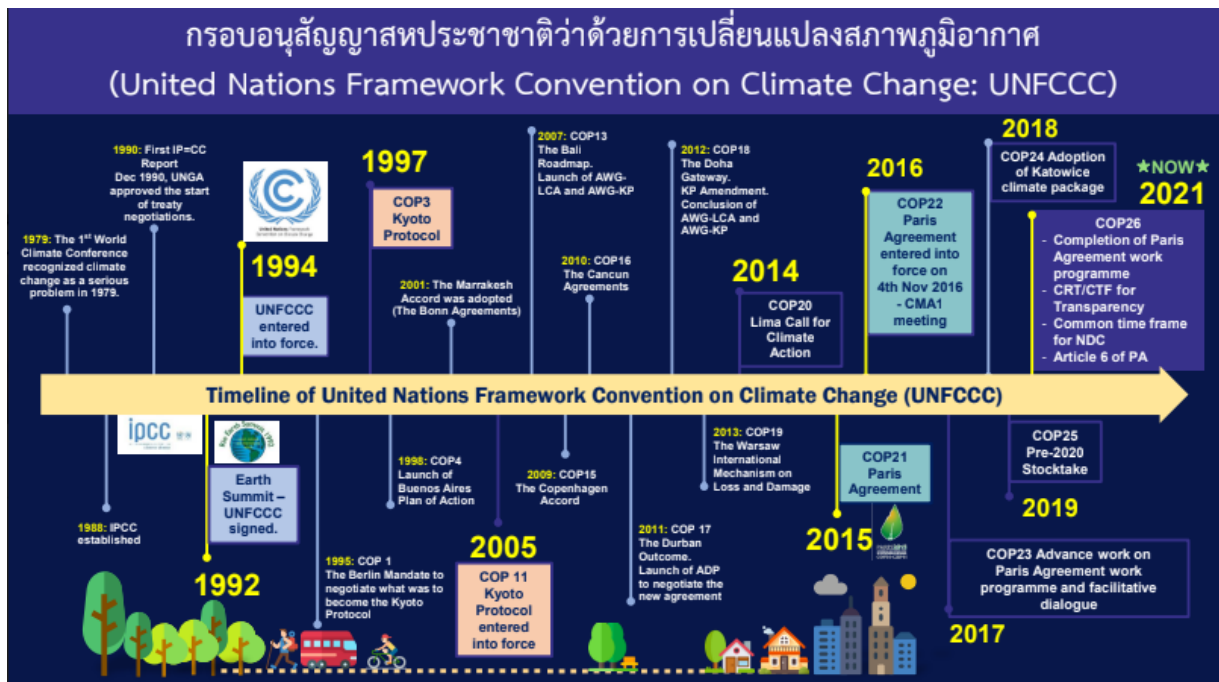 กรอบอนุสัญญาสหประชาชาติว่าด้วยการเปลี่ยนแปลงสภาพภูมิอากาศ
(United Nations Framework Convention on Climate Change: UNFCCC)
1979: The 1st World
Climate Conference
recognized climate
change as a serious
problem in 1979.
1990: First IP=CC
Report
Dec 1990, UNGA
approved the start
of treaty
negotiations.
1994
UNFCCC
entered
into force.
1997
COP3
Kyoto
Protocol
2001: The Marrakesh
Accord was adopted
(The Bonn Agreements)
2007: COP13
The Bali
Roadmap.
Launch of AWG-
LCA and AWG-KP
2010: COP16
The Cancun
Agreements
2012: COP18
The Doha
Gateway.
KP Amendment.
Conclusion of
AWG-LCA and
AWG-KP
2014
COP20
Lima Call for
Climate
Action
2016
COP22
Paris
Agreement
entered into
force on
4th Nov 2016
- CMA1
meeting
2018
COP24 Adoption
of Katowice
climate package
★NOW★
2021
COP26
- Completion of Paris
Agreement work
programme
- CRT/CTF for
Transparency
- Common time frame
for NDC
- Article 6 of PA
Timeline of United Nations Framework Convention on Climate Change (UNFCCC)
ipcc
1988: IPCC
established
Earth
Summit –
UNFCCC
signed.
1992
1995: COP 1
The Berlin Mandate to
negotiate what was to
become the Kyoto
Protocol
1998: COP4
Launch of
Buenos Aires
Plan of Action
2005
COP 11
Kyoto
Protocol
entered
into force
2009: COP15
The Copenhagen
Accord
2011: COP 17
The Durban
Outcome.
Launch of ADP
to negotiate the
new agreement
2013: COP19
The Warsaw
International
Mechanism on
Loss and Damage
COP21
Paris
Agreement
2015
COP25
Pre-2020
Stocktake
2019
COP23 Advance work on
Paris Agreement work
programme and facilitative
dialogue
2017